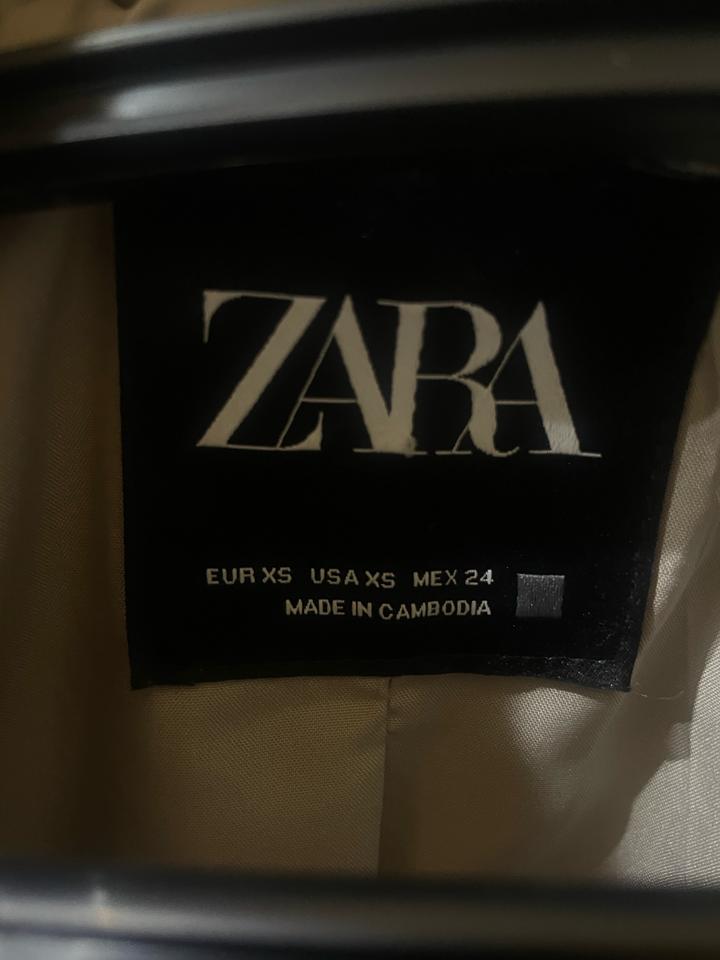 ZARA
EUR XS USA XS MEX 24
MADE IN CAMBODIA